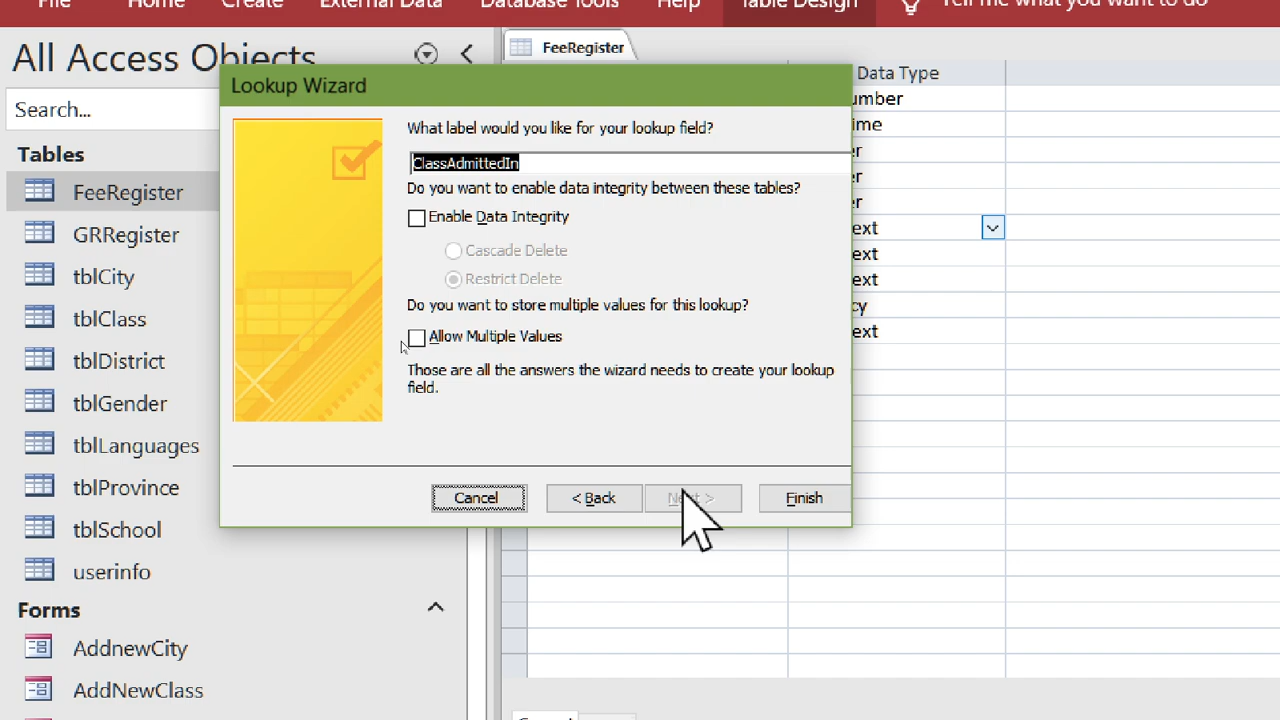 File Home Create External Data Database Tools Help Table Design Tell me what you want to do
All Access Objects
Search...
Tables
FeeRegister
GRRegister
tblCity
tblClass
tblDistrict
tblGender
tblLanguages
tblProvince
tblSchool
userinfo
Forms
AddnewCity
AddNewClass
FeeRegister
Data Type
umber
ime
er
er
er
ext
ext
ext
cy
ext
Lookup Wizard
What label would you like for your lookup field?
ClassAdmittedIn
Do you want to enable data integrity between these tables?
Enable Data Integrity
Cascade Delete
Restrict Delete
Do you want to store multiple values for this lookup?
Allow Multiple Values
Those are all the answers the wizard needs to create your lookup
field.
Cancel < Back Next > Finish